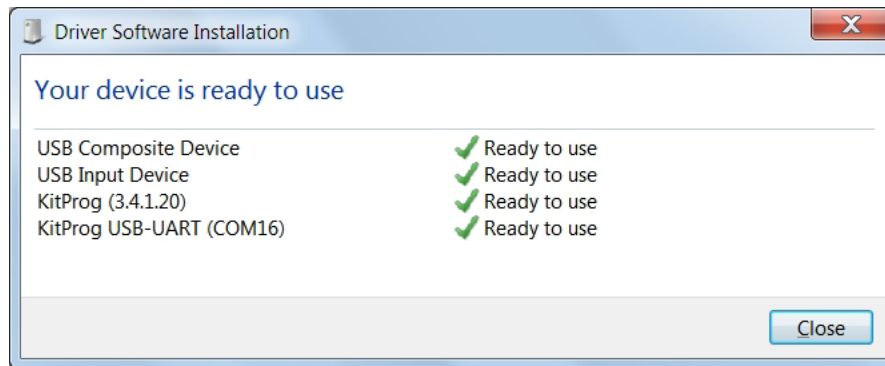 Driver Software Installation
Your device is ready to use
USB Composite Device Ready to use
USB Input Device Ready to use
KitProg (3.4.1.20) Ready to use
KitProg USB-UART (COM16) Ready to use
Close